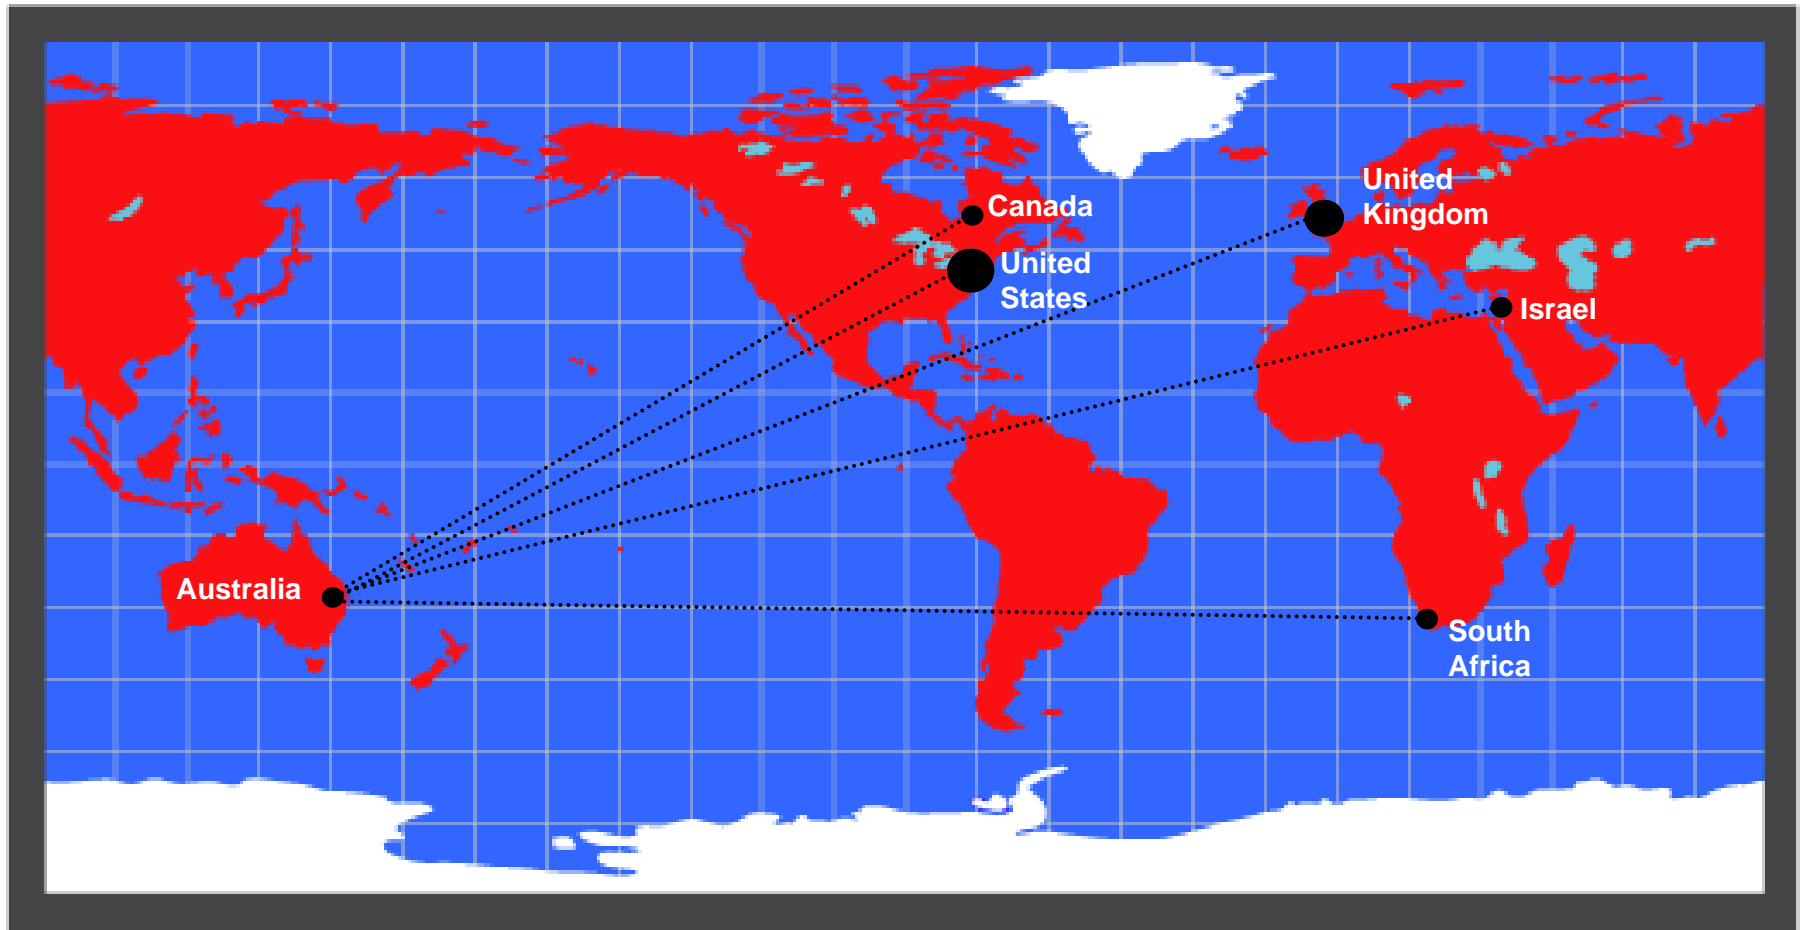 United
Kingdom
Canada
United
States
Israel
Australia
South
Africa